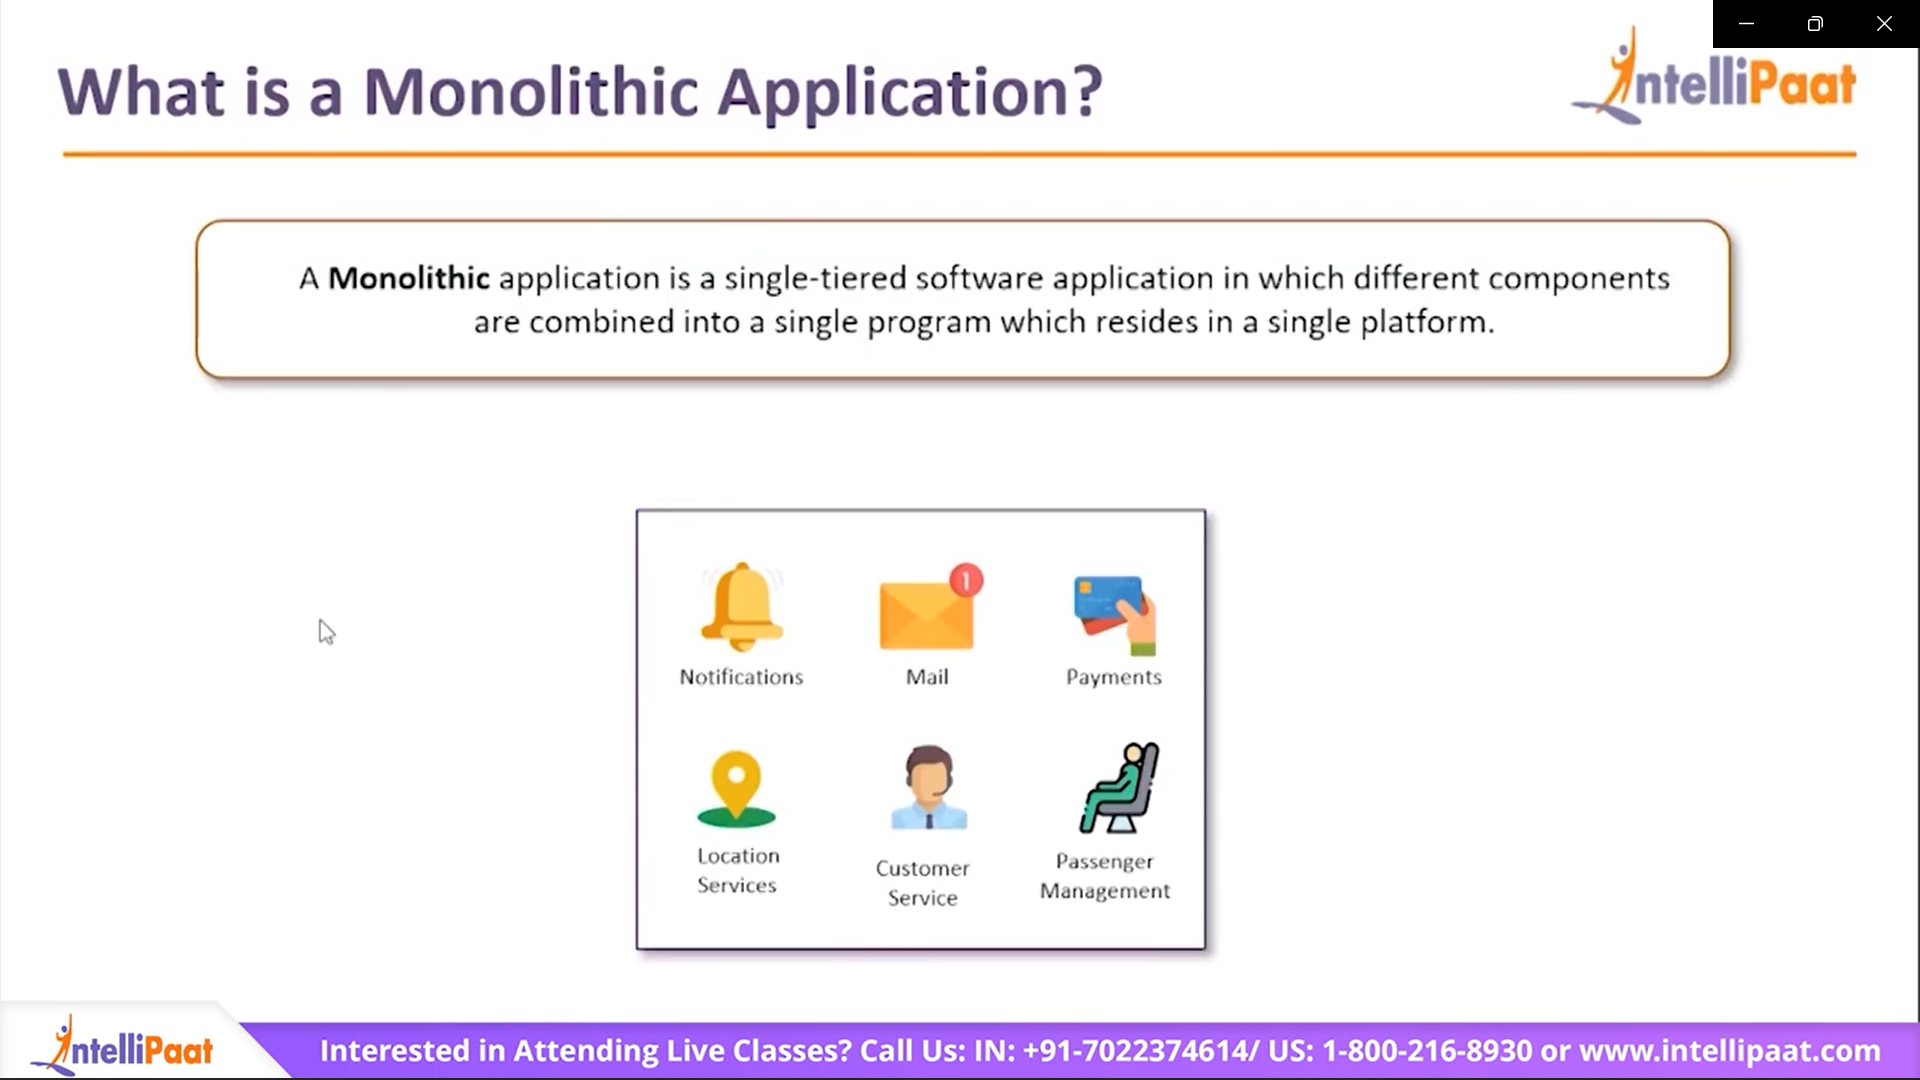 What is a Monolithic Application?
IntelliPaat
A Monolithic application is a single-tiered software application in which different components
are combined into a single program which resides in a single platform.
1
Notifications
Mail
Payments
Location
Services
Customer
Service
Passenger
Management
IntelliPaat
Interested in Attending Live Classes? Call Us: IN: +91-7022374614/ US: 1-800-216-8930 or www.intellipaat.com